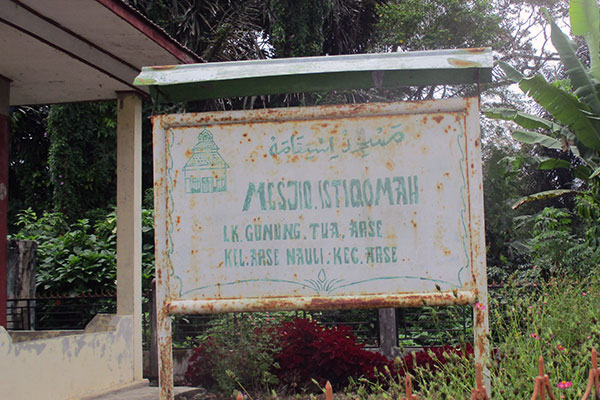 مسجد إستقامة
MESJID. ISTIQOMAH
LK. GUNUNG. TUA. ARSE
KEL. ARSE NAULI. KEC. ARSE